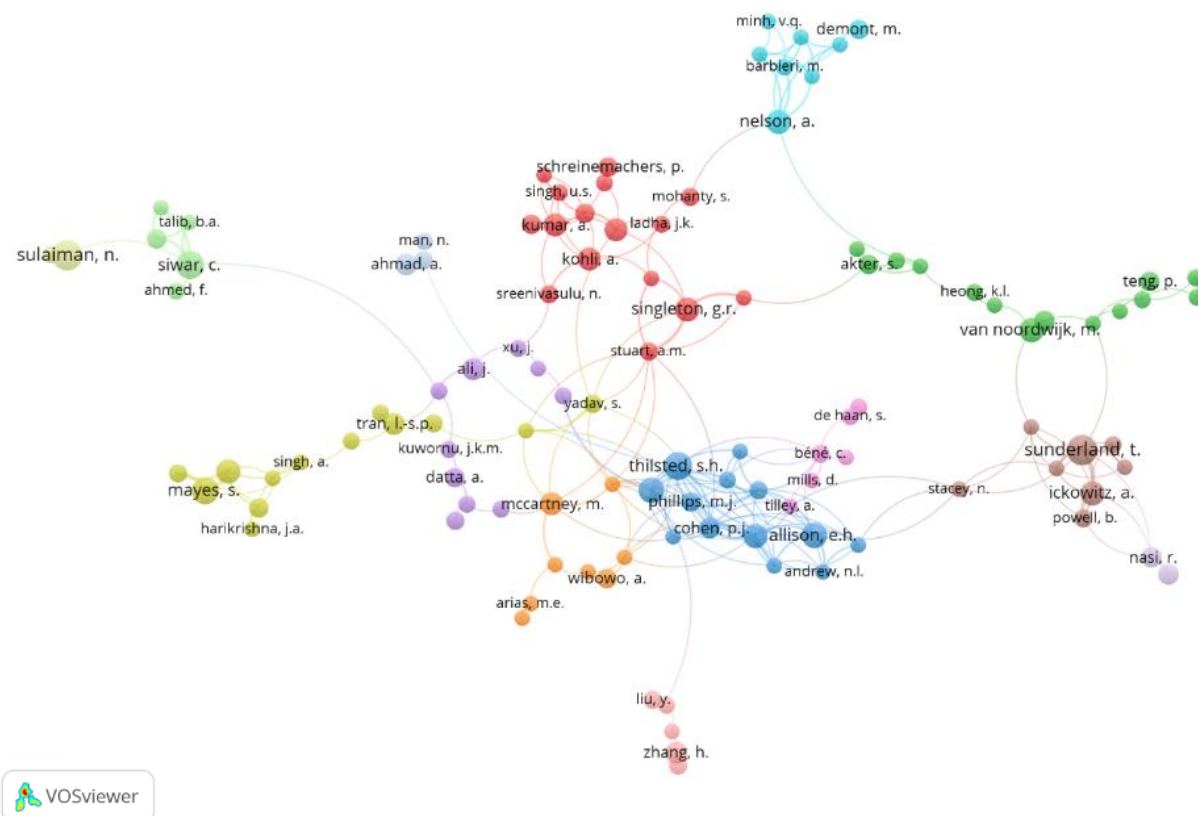 minh, v.q.
demont, m.
barbieri, m.
nelson, a.
schreinemachers, p.
singh, u.s.
mohanty, s.
kumar, a.
ladha, j.k.
talib, b.a.
man, n.
sulaiman, n.
siwar, c.
ahmad, a.
kohli, a.
akter, s.
ahmed, f.
sreenivasulu, n.
heong, k.l.
teng, p.
singleton, g.r.
van noordwijk, m.
xu, j.
stuart, a.m.
ali, j.
yadav, s.
de haan, s.
tran, l.-s.p.
kuwornu, j.k.m.
sunderland, t.
singh, a.
thilsted, s.h.
béné, c.
datta, a.
mills, d.
mayes, s.
stacey, n.
ickowitz, a.
mccartney, m.
phillips, m.j.
tilley, a.
powell, b.
harikrishna, j.a.
cohen, p.j.
allison, e.h.
nasi, r.
wibowo, a.
andrew, n.l.
arias, m.e.
liu, y.
zhang, h.
VOSviewer